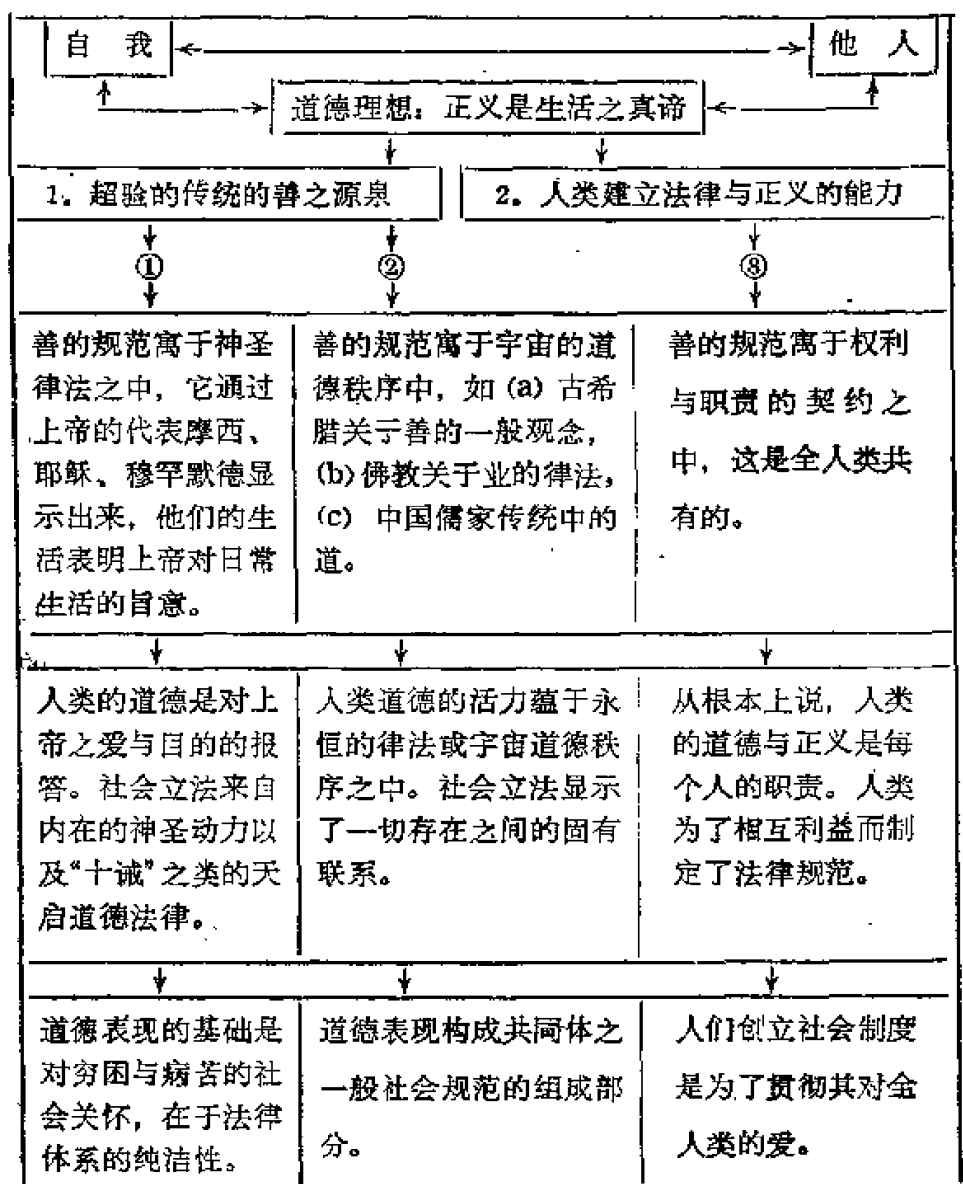 自 我 他 人
道德理想：正义是生活之真谛
1．超验的传统的善之源泉
2．人类建立法律与正义的能力
① ② ③
善的规范寓于神圣
律法之中，它通过
上帝的代表摩西、
耶稣、穆罕默德显
示出来，他们的生
活表明上帝对日常
生活的旨意。
善的规范寓于宇宙的道
德秩序中，如 (a) 古希
腊关于善的一般观念，
(b) 佛教关于业的律法，
(c) 中国儒家传统中的
道。
善的规范寓于权利
与职责的契约之
中，这是全人类共
有的。
人类的道德是对上
帝之爱与目的的报
答。社会立法来自
内在的神圣动力以
及“十诫”之类的天
启道德法律。
人类道德的活力蕴于永
恒的律法或宇宙道德秩
序之中。社会立法显示
了一切存在之间的固有
联系。
从根本上说，人类
的道德与正义是每
个人的职责。人类
为了相互利益而制
定了法律规范。
道德表现的基础是
对穷困与病苦的社
会关怀，在于法律
体系的纯洁性。
道德表现构成共同体之
一般社会规范的组成部
分。
人们创立社会制度
是为了贯彻其对全
人类的爱。